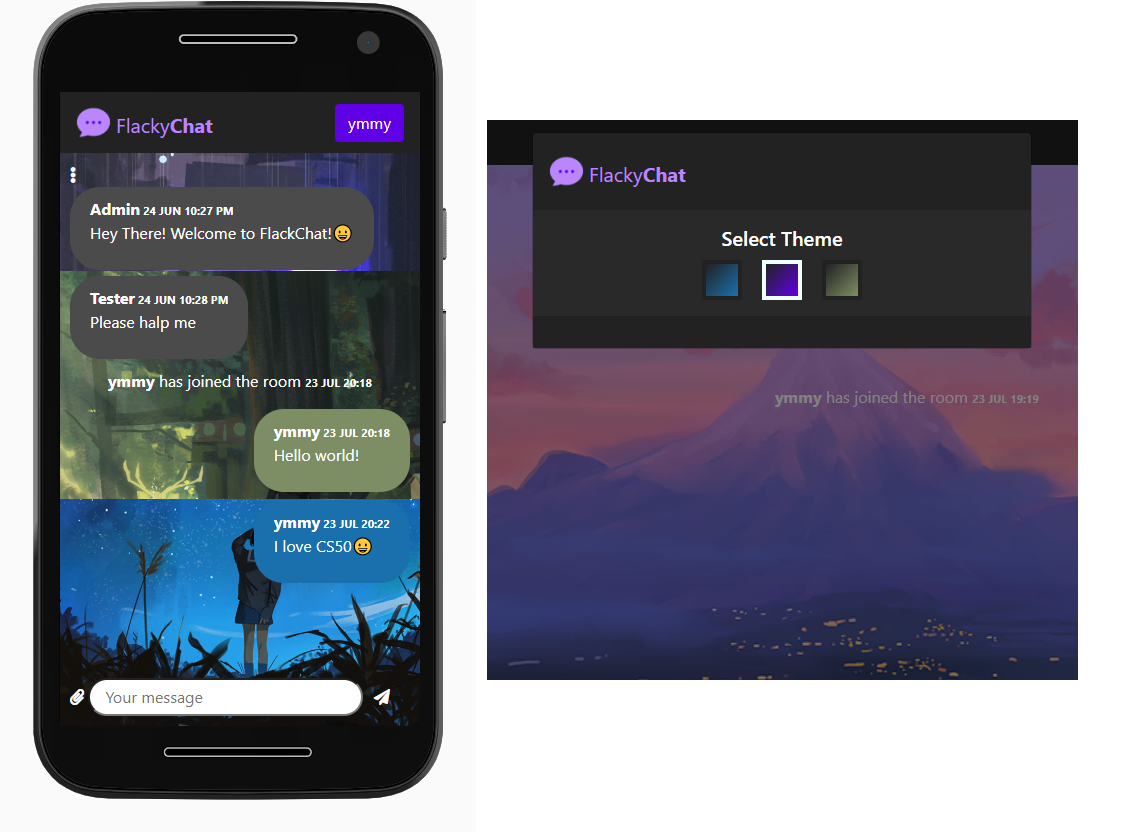 FlackyChat
ymmy
Admin 24 JUN 10:27 PM
Hey There! Welcome to FlackChat!😀
Tester 24 JUN 10:28 PM
Please halp me
ymmy has joined the room 23 JUL 20:18
ymmy 23 JUL 20:18
Hello world!
ymmy 23 JUL 20:22
I love CS50😀
Your message
FlackyChat
Select Theme
ymmy has joined the room 23 JUL 19:19